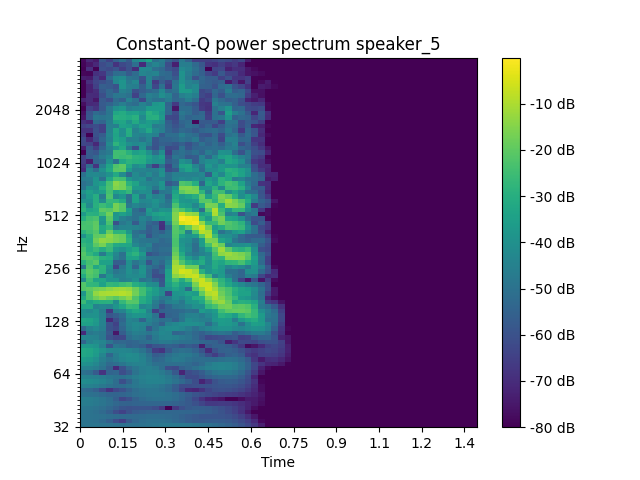 Constant-Q power spectrum speaker_5
Hz
2048
1024
512
256
128
64
32
0 0.15 0.3 0.45 0.6 0.75 0.9 1.1 1.2 1.4
Time
-10 dB
-20 dB
-30 dB
-40 dB
-50 dB
-60 dB
-70 dB
-80 dB